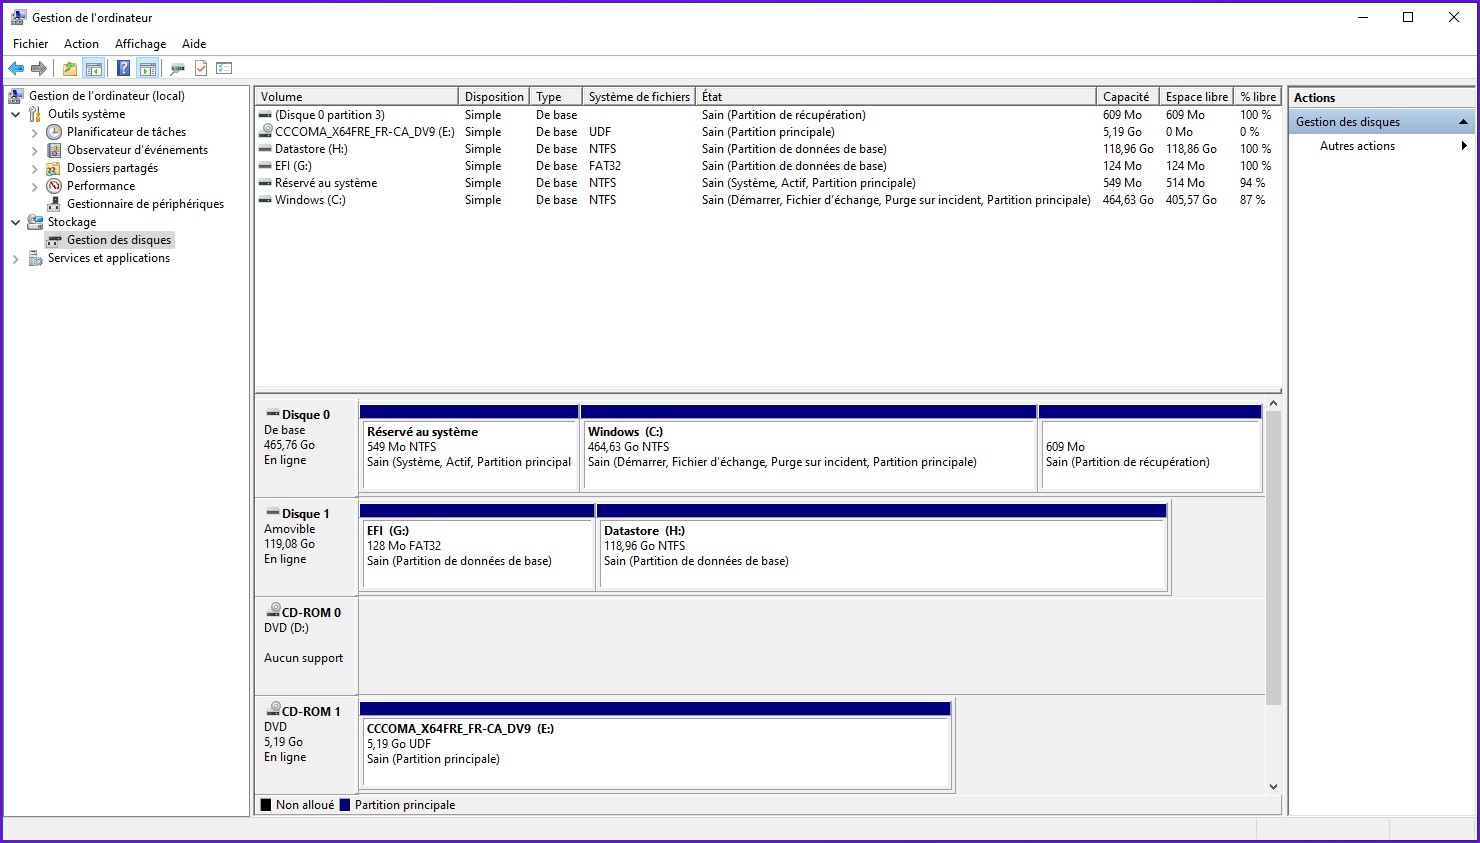 Gestion de l'ordinateur
Fichier Action Affichage Aide
Gestion de l'ordinateur (local)
Outils système
Planificateur de tâches
Observateur d'événements
Dossiers partagés
Performance
Gestionnaire de périphériques
Stockage
Gestion des disques
Services et applications
Volume Disposition Type Système de fichiers État Capacité Espace libre % libre
(Disque 0 partition 3) Simple De base Sain (Partition de récupération) 609 Mo 609 Mo 100 %
CCCOMA_X64FRE_FR-CA_DV9 (E:) Simple De base UDF Sain (Partition principale) 5,19 Go 0 Mo 0 %
Datastore (H:) Simple De base NTFS Sain (Partition de données de base) 118,96 Go 118,86 Go 100 %
EFI (G:) Simple De base FAT32 Sain (Partition de données de base) 124 Mo 124 Mo 100 %
Réservé au système Simple De base NTFS Sain (Système, Actif, Partition principale) 549 Mo 514 Mo 94 %
Windows (C:) Simple De base NTFS Sain (Démarrer, Fichier d'échange, Purge sur incident, Partition principale) 464,63 Go 405,57 Go 87 %
Disque 0
De base
465,76 Go
En ligne
Réservé au système
549 Mo NTFS
Sain (Système, Actif, Partition principal
Windows (C:)
464,63 Go NTFS
Sain (Démarrer, Fichier d'échange, Purge sur incident, Partition principale)
609 Mo
Sain (Partition de récupération)
Disque 1
Amovible
119,08 Go
En ligne
EFI (G:)
128 Mo FAT32
Sain (Partition de données de base)
Datastore (H:)
118,96 Go NTFS
Sain (Partition de données de base)
CD-ROM 0
DVD (D:)
Aucun support
CD-ROM 1
DVD
5,19 Go
En ligne
CCCOMA_X64FRE_FR-CA_DV9 (E:)
5,19 Go UDF
Sain (Partition principale)
Non alloué Partition principale
Actions
Gestion des disques
Autres actions